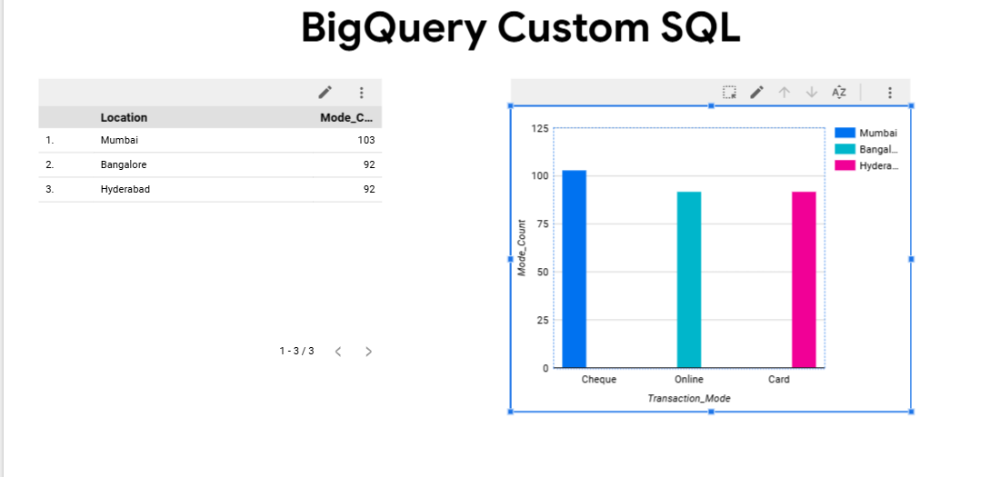 BigQuery Custom SQL
Location Mode_C...
1. Mumbai 103
2. Bangalore 92
3. Hyderabad 92
1 - 3 / 3
AZ
125
100
75
50
25
0
Mode_Count
Cheque Online Card
Transaction_Mode
Mumbai
Bangal...
Hydera...